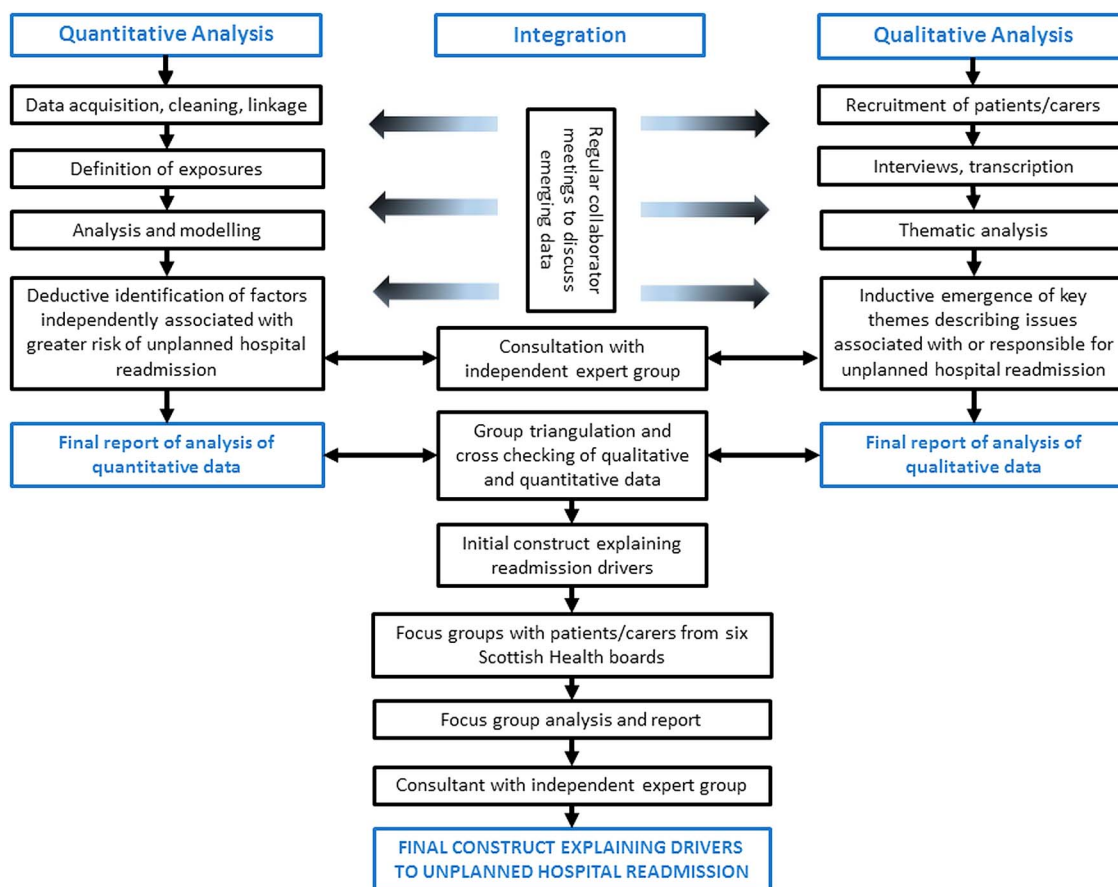 Quantitative Analysis
Data acquisition, cleaning, linkage
Definition of exposures
Analysis and modelling
Deductive identification of factors
independently associated with
greater risk of unplanned hospital
readmission
Final report of analysis of
quantitative data
Integration
Regular collaborator
meetings to discuss
emerging data
Consultation with
independent expert group
Group triangulation and
cross checking of qualitative
and quantitative data
Initial construct explaining
readmission drivers
Focus groups with patients/carers from six
Scottish Health boards
Focus group analysis and report
Consultant with independent expert group
FINAL CONSTRUCT EXPLAINING DRIVERS
TO UNPLANNED HOSPITAL READMISSION
Qualitative Analysis
Recruitment of patients/carers
Interviews, transcription
Thematic analysis
Inductive emergence of key
themes describing issues
associated with or responsible for
unplanned hospital readmission
Final report of analysis of
qualitative data